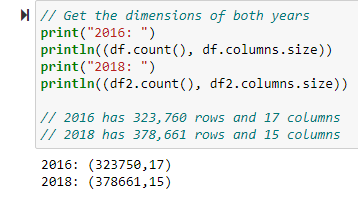 // Get the dimensions of both years
print("2016: ")
println((df.count(), df.columns.size))
print("2018: ")
println((df2.count(), df2.columns.size))
// 2016 has 323,760 rows and 17 columns
// 2018 has 378,661 rows and 15 columns
2016: (323750,17)
2018: (378661,15)